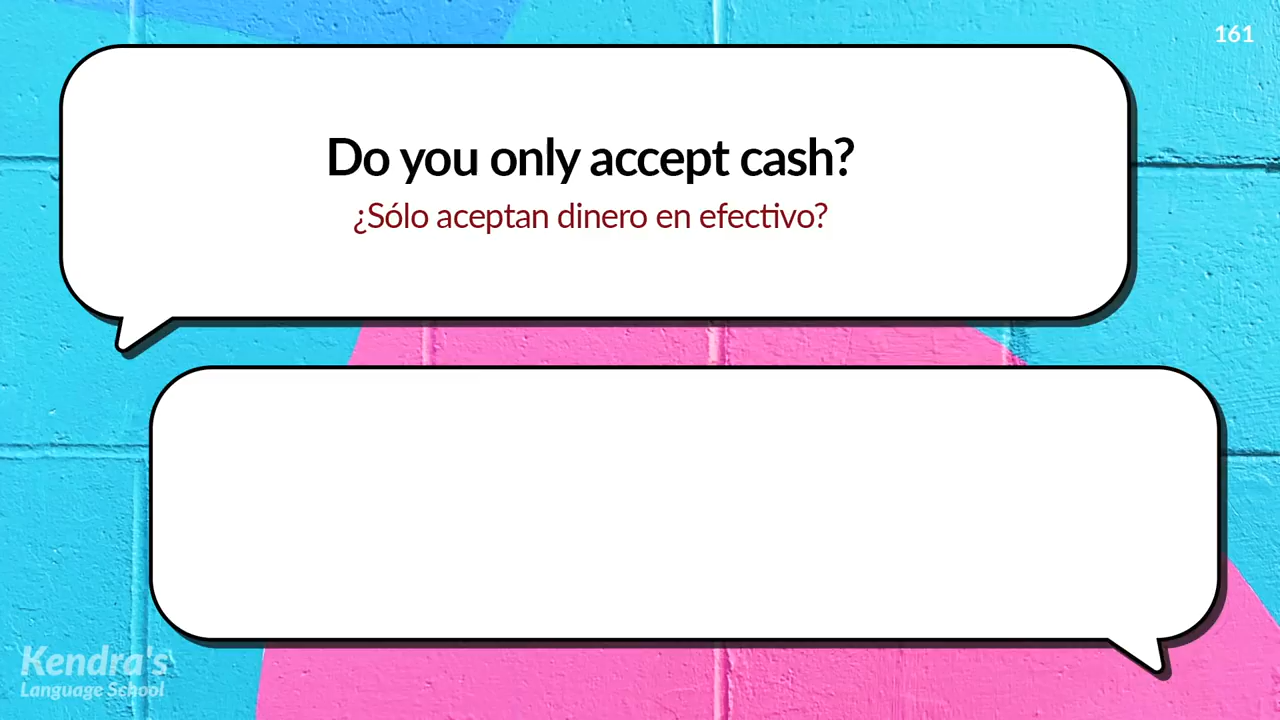 161
Do you only accept cash?
¿Sólo aceptan dinero en efectivo?
Kendra's
Language School